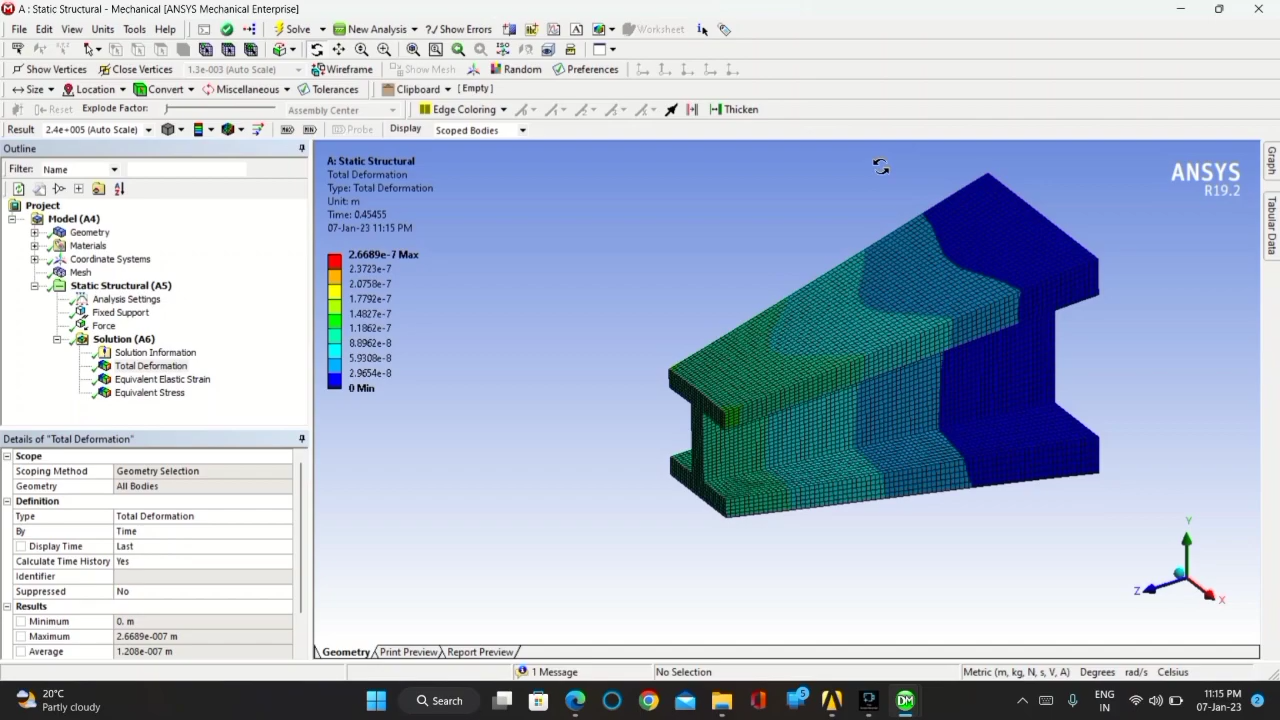 A : Static Structural - Mechanical [ANSYS Mechanical Enterprise]
File Edit View Units Tools Help Solve New Analysis ?/ Show Errors Worksheet
Show Vertices Close Vertices 1.3e-003 (Auto Scale) Wireframe Show Mesh Random Preferences
Size Location Convert Miscellaneous Tolerances Clipboard [ Empty ]
Reset Explode Factor: Assembly Center Edge Coloring Thicken
Result 2.4e+005 (Auto Scale) Probe Display Scoped Bodies
Outline
Filter: Name
Project
Model (A4)
Geometry
Materials
Coordinate Systems
Mesh
Static Structural (A5)
Analysis Settings
Fixed Support
Force
Solution (A6)
Solution Information
Total Deformation
Equivalent Elastic Strain
Equivalent Stress
Details of "Total Deformation"
Scope
Scoping Method Geometry Selection
Geometry All Bodies
Definition
Type Total Deformation
By Time
Display Time Last
Calculate Time History Yes
Identifier
Suppressed No
Results
Minimum 0. m
Maximum 2.6689e-007 m
Average 1.208e-007 m
A: Static Structural
Total Deformation
Type: Total Deformation
Unit: m
Time: 0.45455
07-Jan-23 11:15 PM
2.6689e-7 Max
2.3723e-7
2.0758e-7
1.7792e-7
1.4827e-7
1.1862e-7
8.8962e-8
5.9308e-8
2.9654e-8
0 Min
ANSYS
R19.2
Y
Z
X
Graph
Tabular Data
Geometry Print Preview Report Preview
1 Message No Selection Metric (m, kg, N, s, V, A) Degrees rad/s Celsius
20°C
Partly cloudy
Search
5
DM
ENG
IN
11:15 PM
07-Jan-23
2